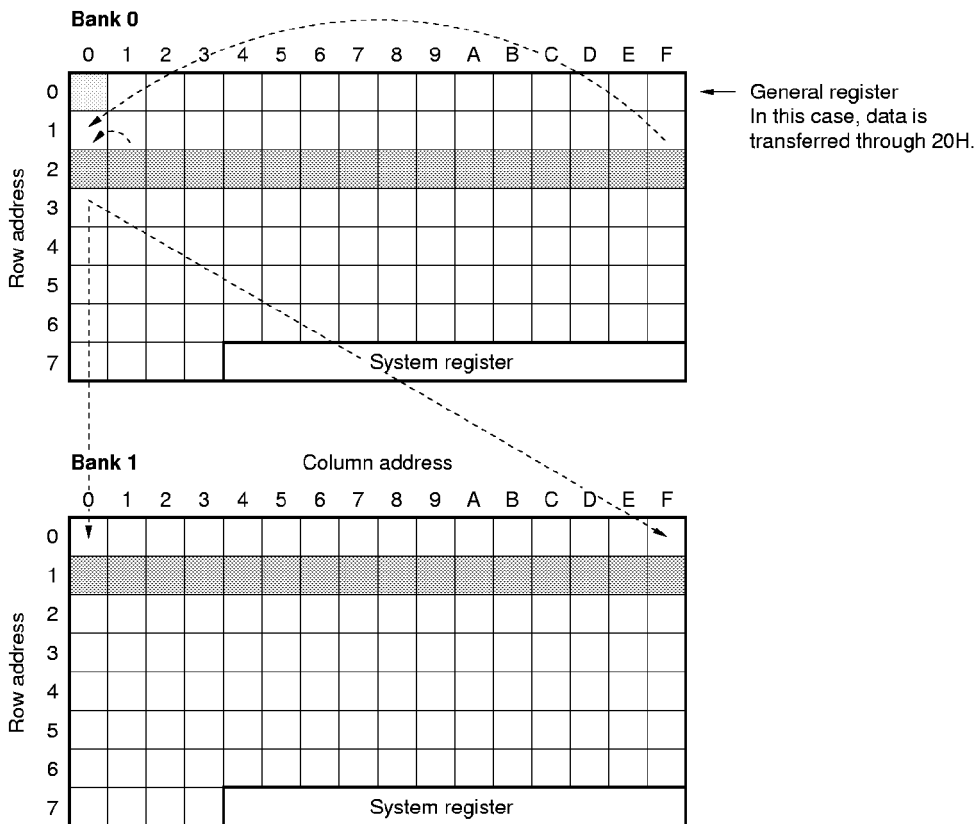 Bank 0
0 1 2 3 4 5 6 7 8 9 A B C D E F
0
General register
1
In this case, data is
transferred through 20H.
2
3
Row address
4
5
6
7
System register
Bank 1
Column address
0 1 2 3 4 5 6 7 8 9 A B C D E F
0
1
2
3
Row address
4
5
6
7
System register